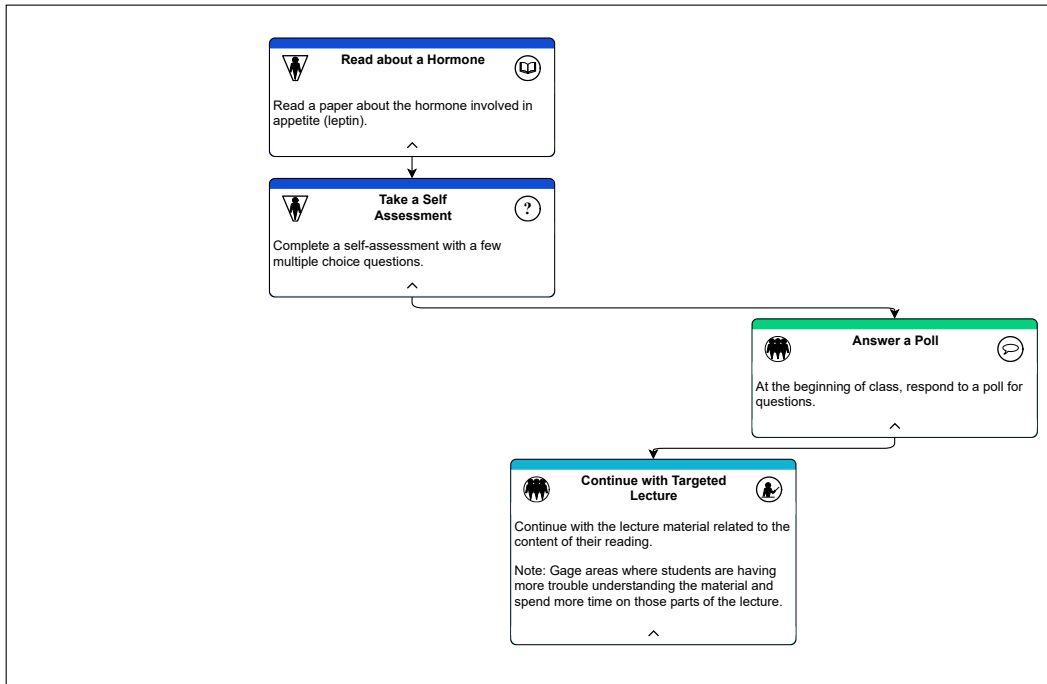 Read about a Hormone
Read a paper about the hormone involved in
appetite (leptin).
Take a Self
Assessment
?
Complete a self-assessment with a few
multiple choice questions.
Answer a Poll
At the beginning of class, respond to a poll for
questions.
Continue with Targeted
Lecture
Continue with the lecture material related to the
content of their reading.
Note: Gage areas where students are having
more trouble understanding the material and
spend more time on those parts of the lecture.